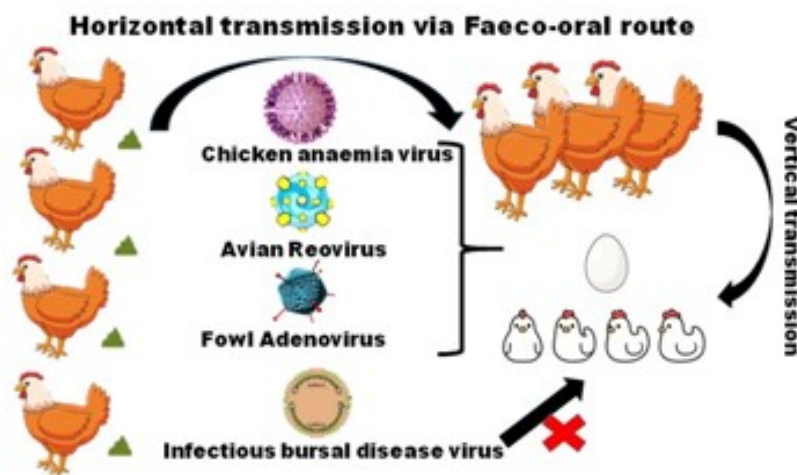 Horizontal transmission via Faeco-oral route
Chicken anaemia virus
Avian Reovirus
Fowl Adenovirus
Infectious bursal disease virus
Vertical transmission